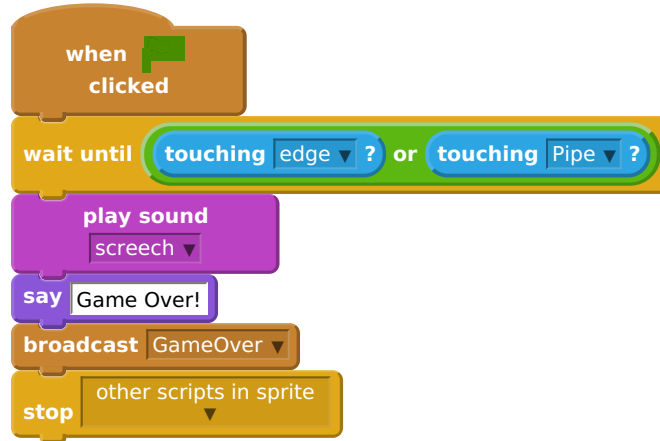 when
clicked
wait until touching edge ▼ ? or touching Pipe ▼ ?
play sound
screech ▼
say Game Over!
broadcast GameOver ▼
other scripts in sprite
stop ▼